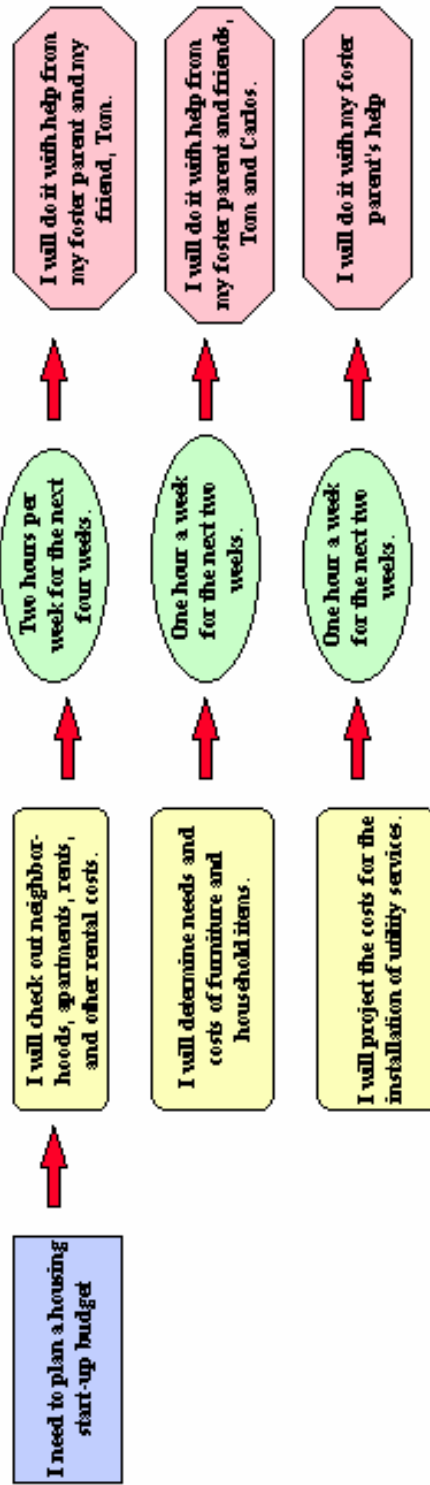 I need to plan a housing
start-up budget
I will check out neighbor-
hoods, apartments, rents,
and other rental costs.
Two hours per
week for the next
four weeks.
I will do it with help from
my foster parent and my
friend, Tom.
I will determine needs and
costs of furniture and
household items.
One hour a week
for the next two
weeks.
I will do it with help from
my foster parent and friends,
Tom and Carlos.
I will project the costs for the
installation of utility services.
One hour a week
for the next two
weeks.
I will do it with my foster
parent's help